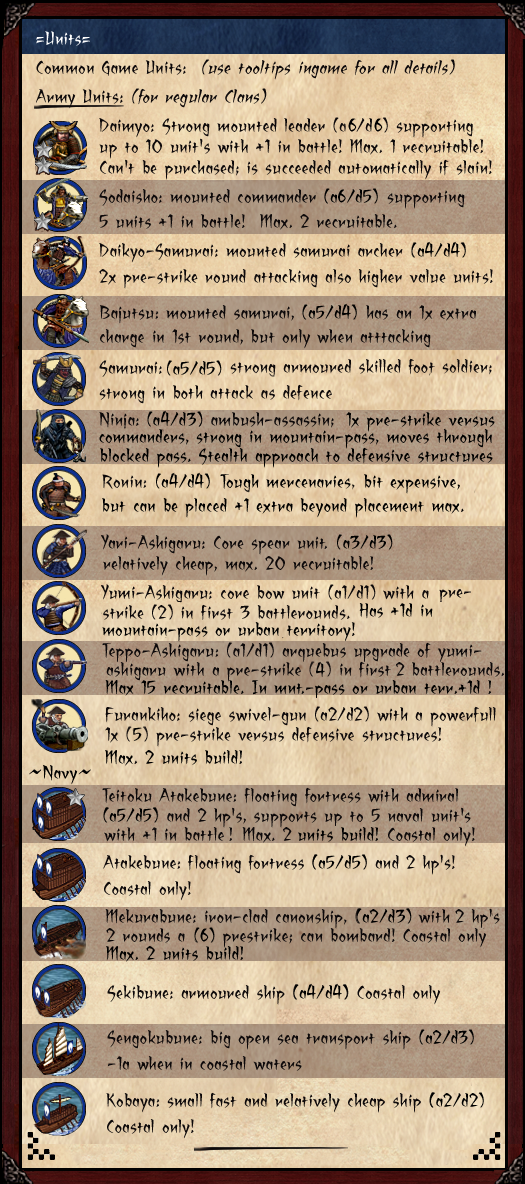 =Units=
Common Game Units: (use tooltips ingame for all details)
Army Units: (for regular Clans)
Daimyo: Strong mounted leader (a6/d6) supporting
up to 10 unit's with +1 in battle! Max. 1 recruitable!
Can't be purchased; is succeeded automatically if slain!
Sodaisho: mounted commander (a6/d5) supporting
5 units +1 in battle! Max. 2 recruitable.
Daikyo-Samurai: mounted samurai archer (a4/d4)
2x pre-strike round attacking also higher value units!
Bajutsu: mounted samurai, (a5/d4) has an 1x extra
charge in 1st round, but only when atttacking
Samurai: (a5/d5) strong armoured skilled foot soldier;
strong in both attack as defence
Ninja: (a4/d3) ambush-assassin; 1x pre-strike versus
commanders, strong in mountain-pass, moves through
blocked pass. Stealth approach to defensive structures
Ronin: (a4/d4) Tough mercenaries, bit expensive,
but can be placed +1 extra beyond placement max.
Yari-Ashigaru: Core spear unit. (a3/d3)
relatively cheap, max. 20 recruitable!
Yumi-Ashigaru: core bow unit (a1/d1) with a pre-
strike (2) in first 3 battlerounds. Has +1d in
mountain-pass or urban territory!
Teppo-Ashigaru: (a1/d1) arquebus upgrade of yumi-
ashigaru with a pre-strike (4) in first 2 battlerounds.
Max 15 recruitable. In mnt.-pass or urban terr.+1d !
Furankiho: siege swivel-gun (a2/d2) with a powerfull
1x (5) pre-strike versus defensive structures!
Max. 2 units build!
~Navy~
Teitoku Atakebune: floating fortress with admiral
(a5/d5) and 2 hp's, supports up to 5 naval unit's
with +1 in battle! Max. 2 units build! Coastal only!
Atakebune: floating fortress (a5/d5) and 2 hp's!
Coastal only!
Mekurabune: iron-clad canonship, (a2/d3) with 2 hp's
2 rounds a (6) prestrike; can bombard! Coastal only
Max. 2 units build!
Sekibune: armoured ship (a4/d4) Coastal only
Sengokubune: big open sea transport ship (a2/d3)
-1a when in coastal waters
Kobaya: small fast and relatively cheap ship (a2/d2)
Coastal only!